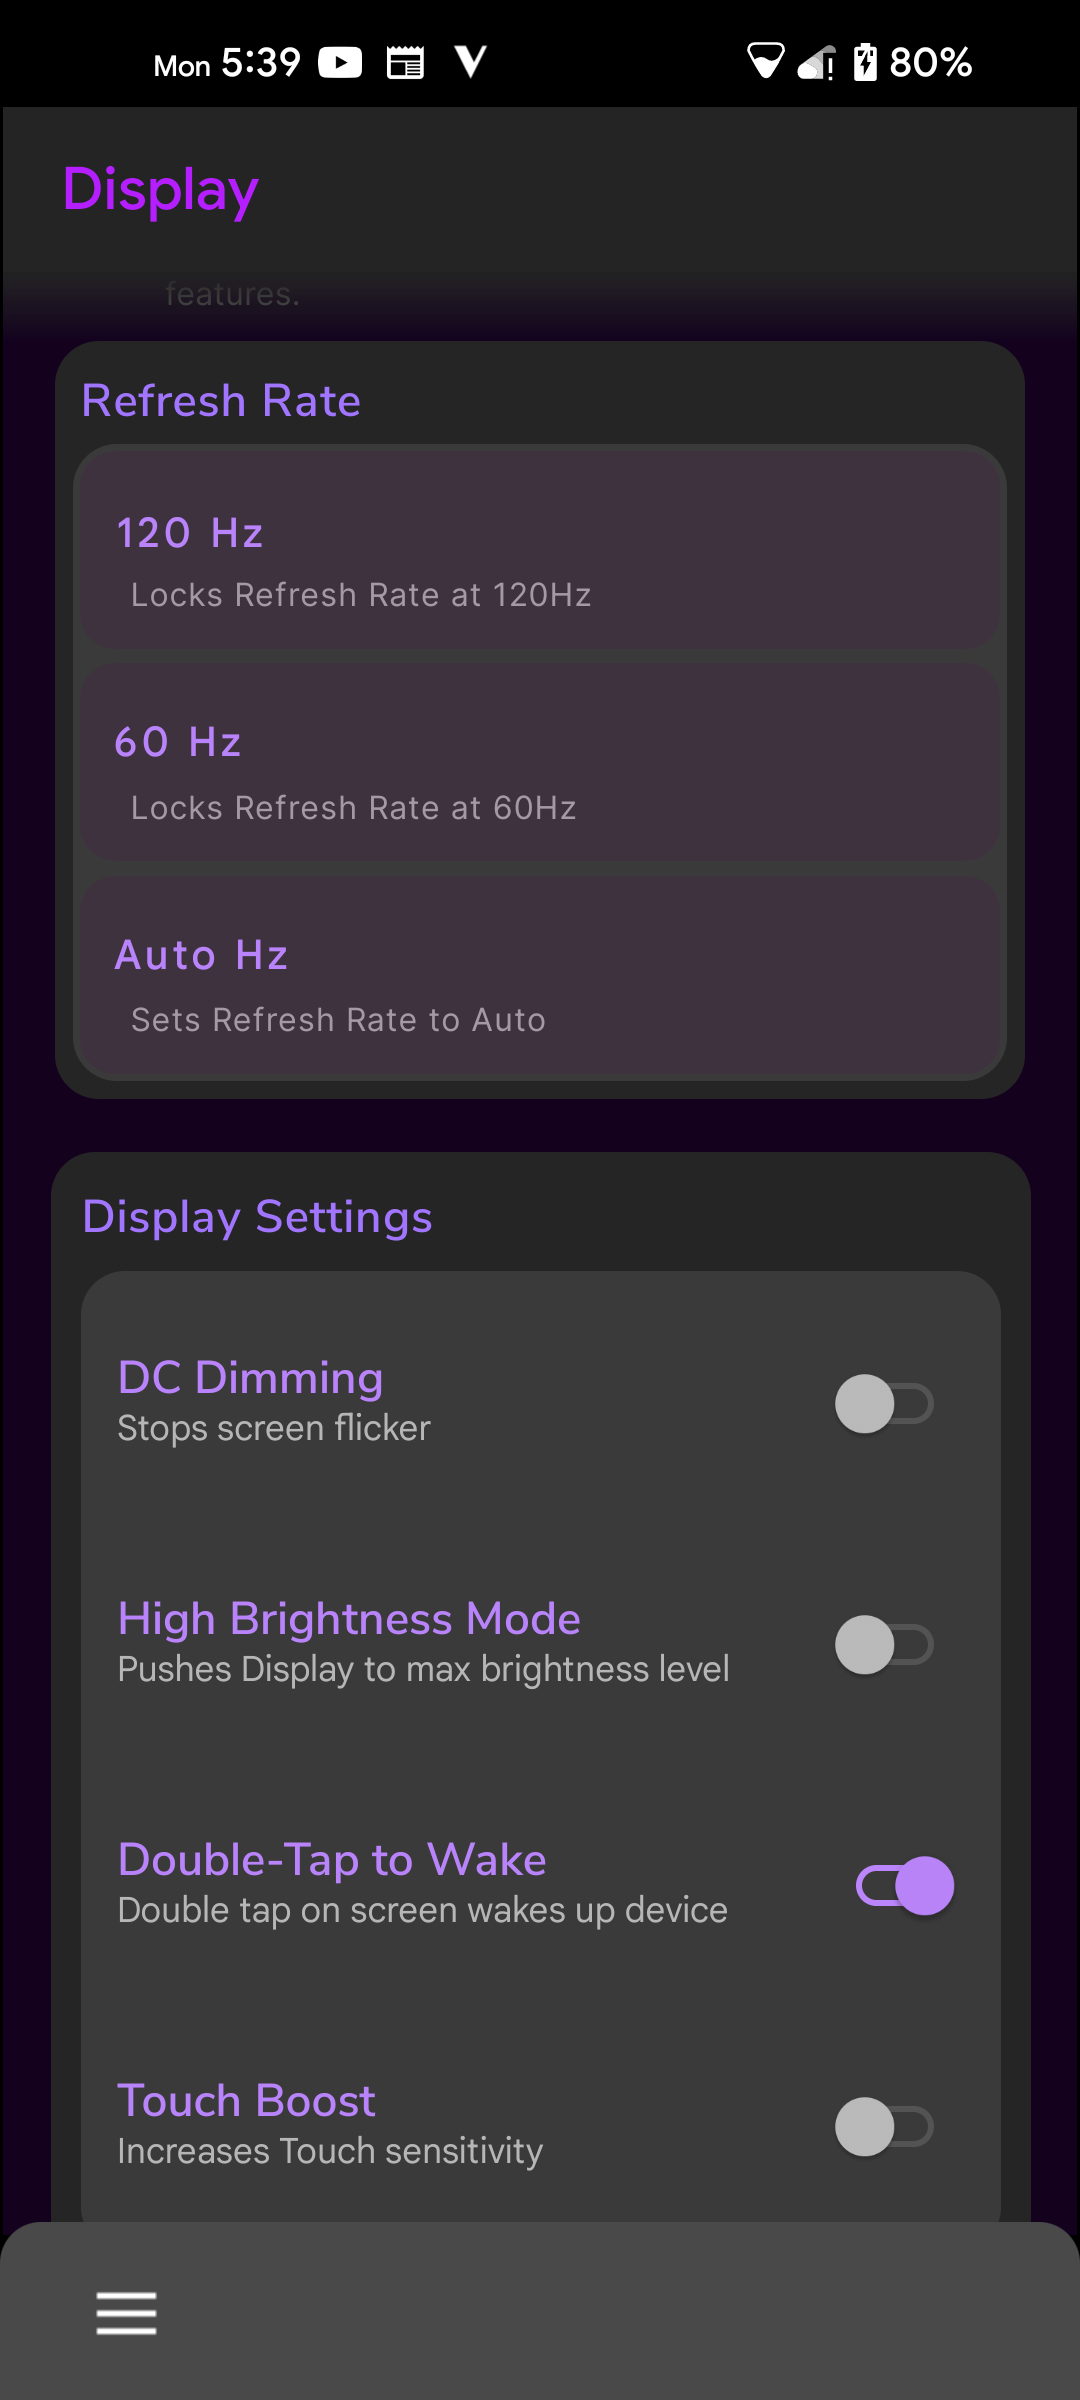 Mon 5:39 80%
Display
features.
Refresh Rate
120 Hz
Locks Refresh Rate at 120Hz
60 Hz
Locks Refresh Rate at 60Hz
Auto Hz
Sets Refresh Rate to Auto
Display Settings
DC Dimming
Stops screen flicker
High Brightness Mode
Pushes Display to max brightness level
Double-Tap to Wake
Double tap on screen wakes up device
Touch Boost
Increases Touch sensitivity